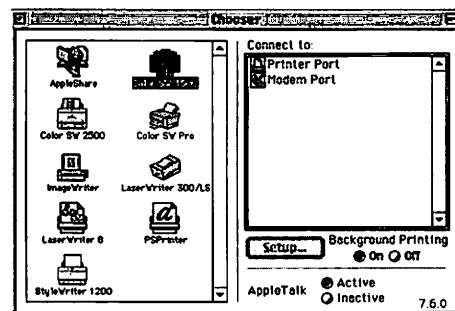 Chooser
AppleShare
Color SW 2500
Color SW Pro
ImageWriter
LaserWriter 300/LS
LaserWriter 8
PSPrinter
StyleWriter 1200
Connect to:
Printer Port
Modem Port
Setup...
Background Printing
On Off
AppleTalk
Active
Inactive
7.6.0